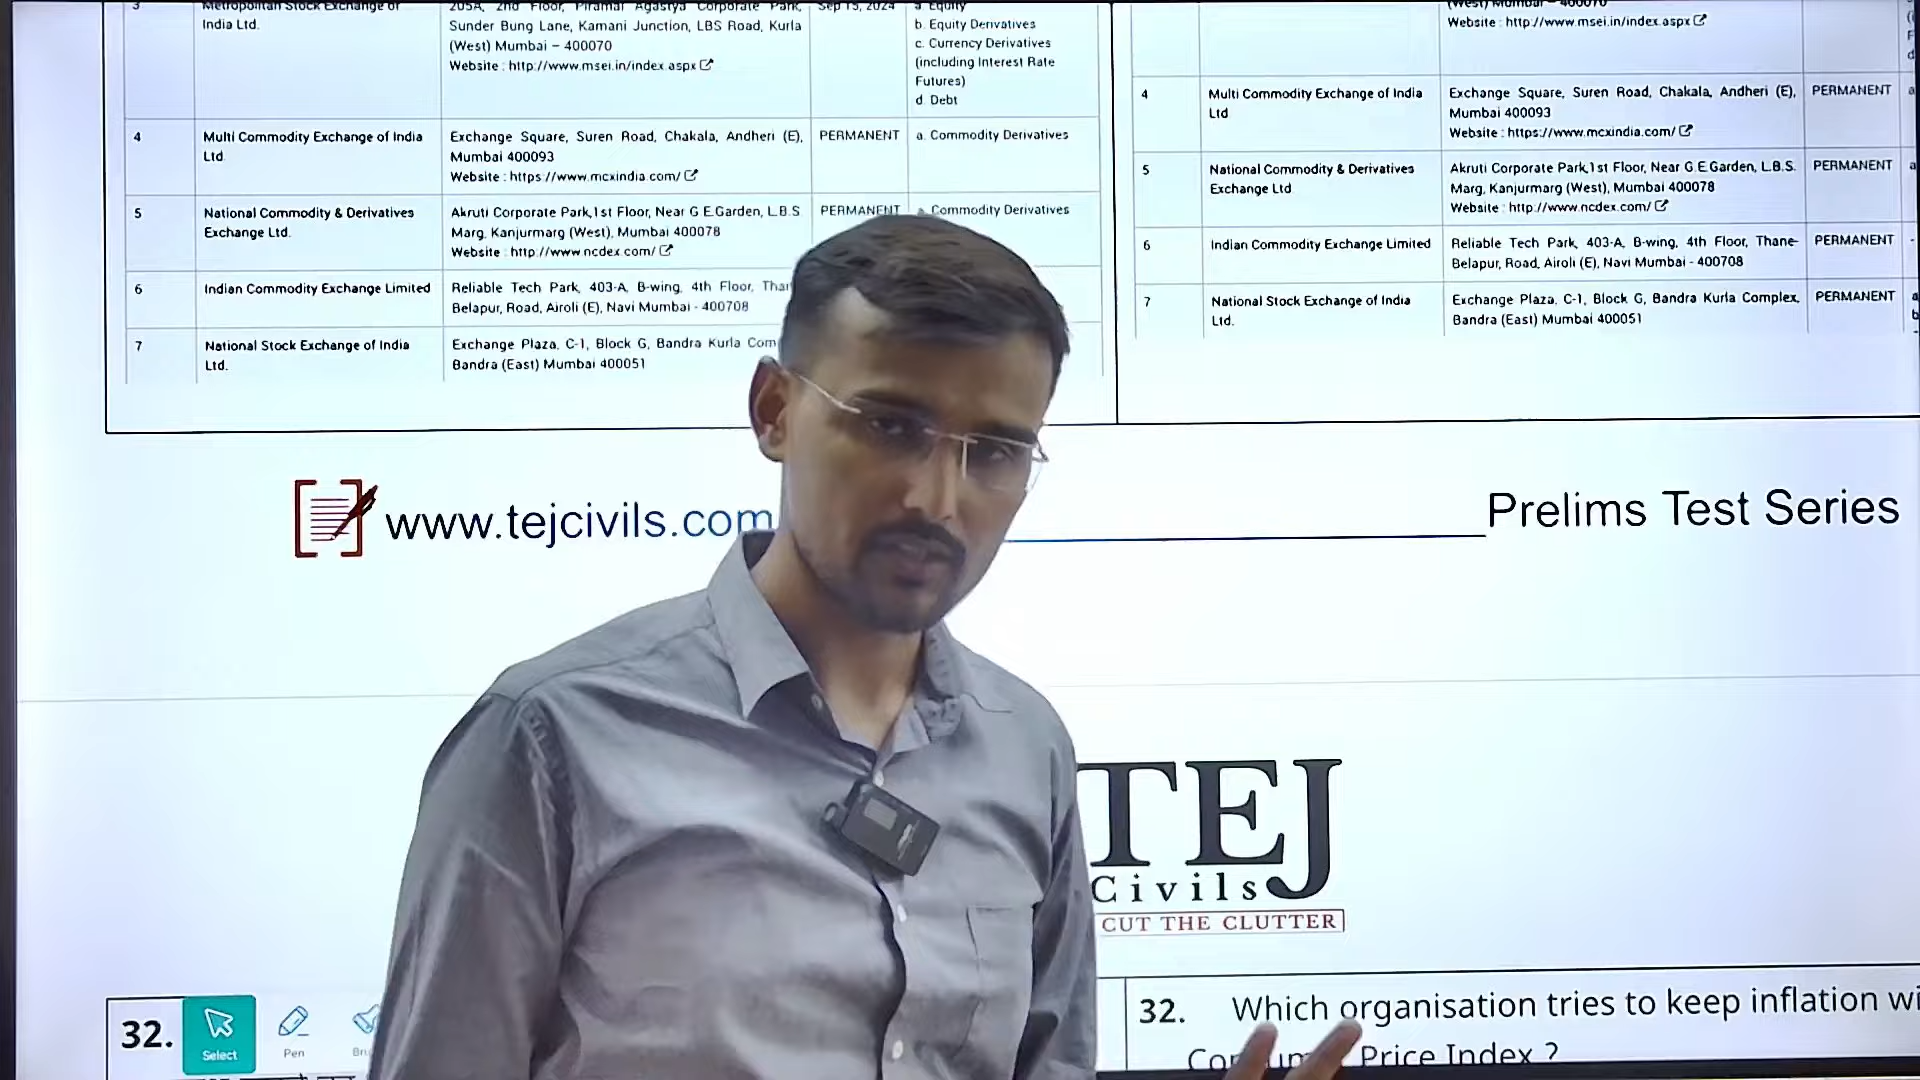 3
Metropolitan Stock Exchange of
India Ltd.
205A, 2nd Floor, Piramal Agastya Corporate Park,
Sunder Bung Lane, Kamani Junction, LBS Road, Kurla
(West) Mumbai – 400070
Website : http://www.msei.in/index.aspx
Sep 15, 2024
a. Equity
b. Equity Derivatives
c. Currency Derivatives
(including Interest Rate
Futures)
d. Debt
4
Multi Commodity Exchange of India
Ltd.
Exchange Square, Suren Road, Chakala, Andheri (E),
Mumbai 400093
Website : https://www.mcxindia.com/
PERMANENT
a. Commodity Derivatives
5
National Commodity & Derivatives
Exchange Ltd.
Akruti Corporate Park,1st Floor, Near G.E.Garden, L.B.S.
Marg, Kanjurmarg (West), Mumbai 400078
Website : http://www.ncdex.com/
PERMANENT
a. Commodity Derivatives
6
Indian Commodity Exchange Limited
Reliable Tech Park, 403-A, B-wing, 4th Floor,
Belapur, Road, Airoli (E), Navi Mumbai - 400708
7
National Stock Exchange of India
Ltd.
Exchange Plaza, C-1, Block G, Bandra Kurla
Bandra (East) Mumbai 400051
(West) Mumbai – 400070
Website : http://www.msei.in/index.aspx
4
Multi Commodity Exchange of India
Ltd
Exchange Square, Suren Road, Chakala, Andheri (E),
Mumbai 400093
Website : https://www.mcxindia.com/
PERMANENT
5
National Commodity & Derivatives
Exchange Ltd
Akruti Corporate Park,1st Floor, Near G.E.Garden, L.B.S.
Marg, Kanjurmarg (West), Mumbai 400078
Website : http://www.ncdex.com/
PERMANENT
6
Indian Commodity Exchange Limited
Reliable Tech Park, 403-A, B-wing, 4th Floor, Thane-
Belapur, Road, Airoli (E), Navi Mumbai - 400708
PERMANENT
7
National Stock Exchange of India
Ltd.
Exchange Plaza, C-1, Block G, Bandra Kurla Complex,
Bandra (East) Mumbai 400051
PERMANENT
www.tejcivils.com
Prelims Test Series
TEJ
Civils
CUT THE CLUTTER
32.
Select
Pen
32. Which organisation tries to keep inflation
Price Index ?